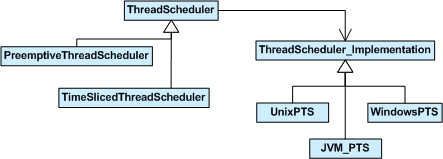 ThreadScheduler
PreemptiveThreadScheduler
TimeSlicedThreadScheduler
ThreadScheduler_Implementation
UnixPTS
WindowsPTS
JVM_PTS